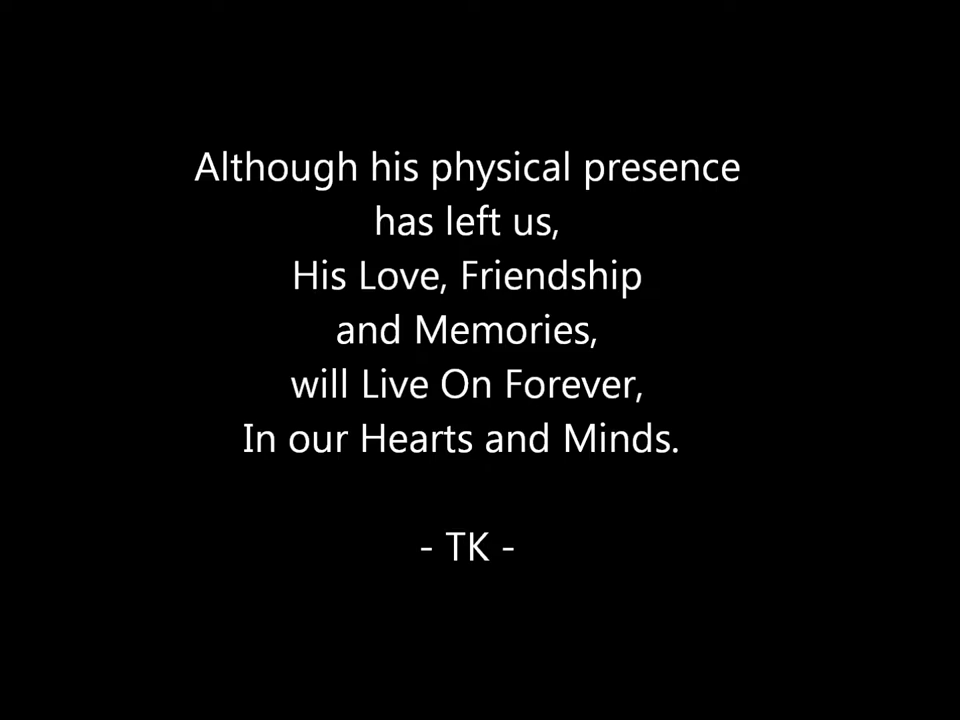 Although his physical presence
has left us,
His Love, Friendship
and Memories,
will Live On Forever,
In our Hearts and Minds.
- TK -